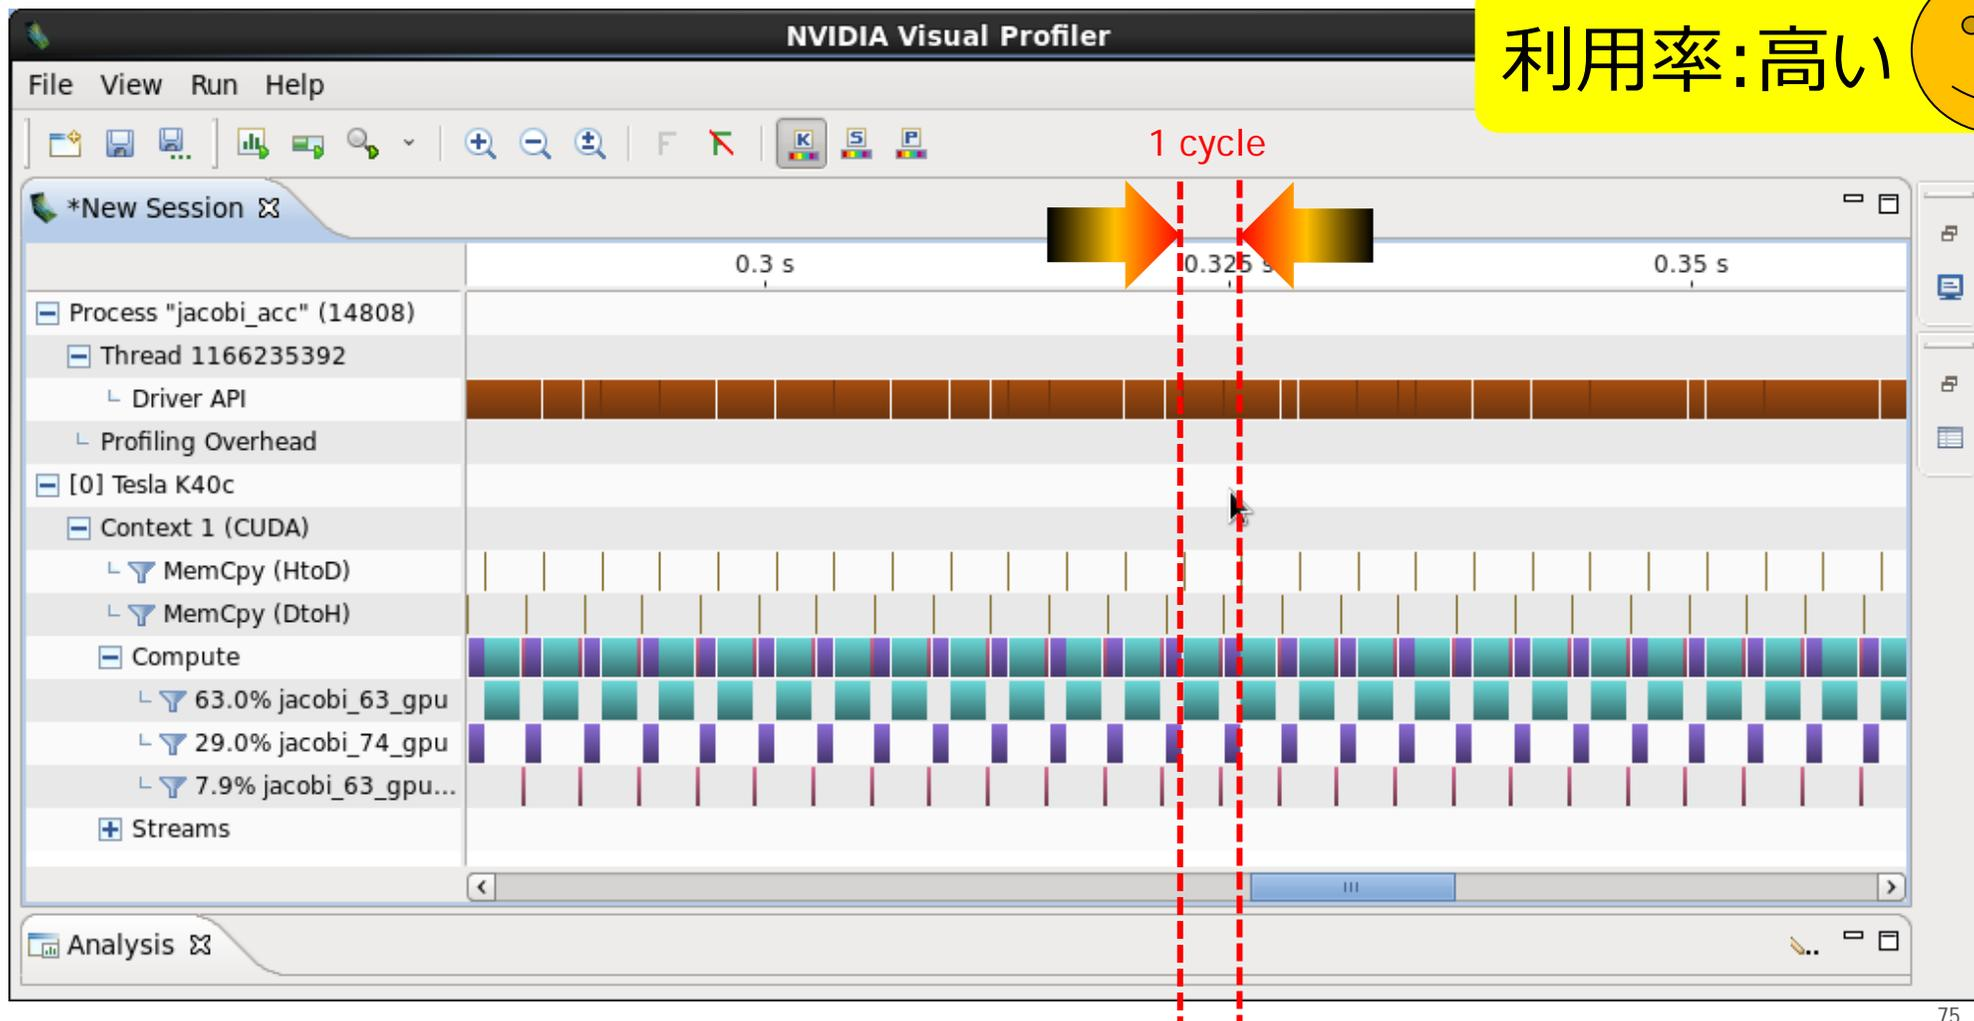 NVIDIA Visual Profiler
利用率:高い
File View Run Help
F F
K S P
1 cycle
*New Session
0.3 s 0.325 s 0.35 s
Process "jacobi_acc" (14808)
Thread 1166235392
Driver API
Profiling Overhead
[0] Tesla K40c
Context 1 (CUDA)
MemCpy (HtoD)
MemCpy (DtoH)
Compute
63.0% jacobi_63_gpu
29.0% jacobi_74_gpu
7.9% jacobi_63_gpu...
Streams
Analysis
75